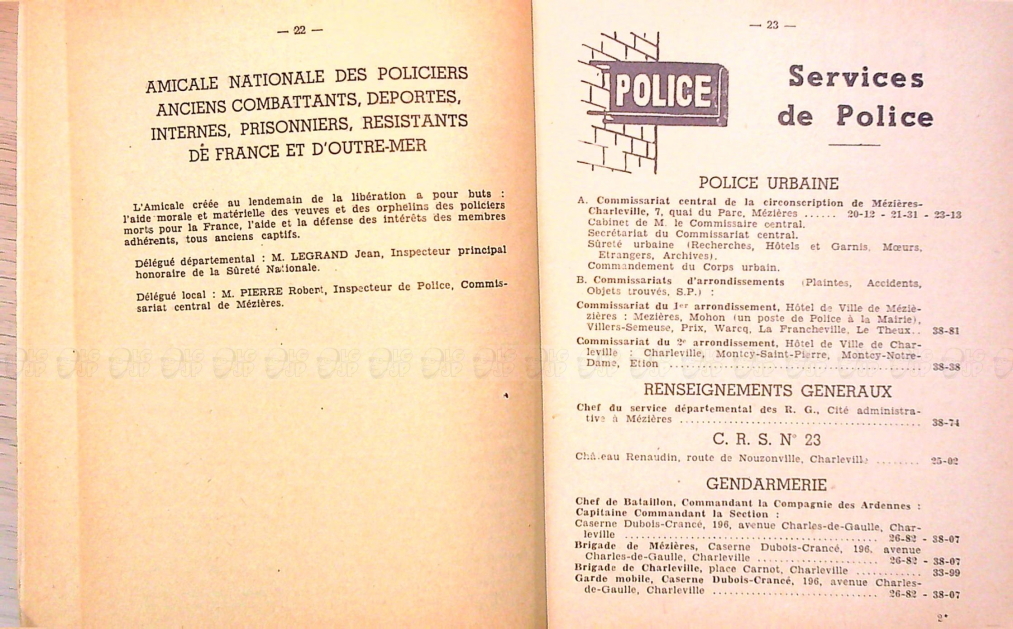 — 22 —
AMICALE NATIONALE DES POLICIERS
ANCIENS COMBATTANTS, DEPORTES,
INTERNES, PRISONNIERS, RESISTANTS
DE FRANCE ET D'OUTRE-MER
L'Amicale créée au lendemain de la libération a pour buts :
l'aide morale et matérielle des veuves et des orphelins des policiers
morts pour la France, l'aide et la défense des intérêts des membres
adhérents, tous anciens captifs.
Délégué départemental : M. LEGRAND Jean, Inspecteur principal
honoraire de la Sûreté Nationale.
Délégué local : M. PIERRE Robert, Inspecteur de Police, Commis-
sariat central de Mézières.
— 23 —
POLICE
Services
de Police
POLICE URBAINE
A. Commissariat central de la circonscription de Mézières-
Charleville, 7, quai du Parc, Mézières ...... 20-12 - 21-31 - 23-13
Cabinet de M. le Commissaire central.
Secrétariat du Commissariat central.
Sûreté urbaine (Recherches, Hôtels et Garnis, Mœurs,
Etrangers, Archives).
Commandement du Corps urbain.
B. Commissariats d'arrondissements (Plaintes, Accidents,
Objets trouvés, S.P.) :
Commissariat du 1er arrondissement, Hôtel de Ville de Méziè-
zières : Mezières, Mohon (un poste de Police à la Mairie),
Villers-Semeuse, Prix, Warcq, La Francheville, Le Theux.. 38-81
Commissariat du 2e arrondissement, Hôtel de Ville de Char-
leville : Charleville, Montcy-Saint-Pierre, Montcy-Notre-
Dame, Etion ........................................ 38-38
RENSEIGNEMENTS GENERAUX
Chef du service départemental des R. G., Cité administra-
tive à Mézières ........................................ 38-74
C. R. S. N° 23
Château Renaudin, route de Nouzonville, Charleville ........ 25-02
GENDARMERIE
Chef de Bataillon, Commandant la Compagnie des Ardennes :
Capitaine Commandant la Section :
Caserne Dubois-Crancé, 196, avenue Charles-de-Gaulle, Char-
leville ........................................ 26-82 - 38-07
Brigade de Mézières, Caserne Dubois-Crancé, 196, avenue
Charles-de-Gaulle, Charleville .................... 26-82 - 38-07
Brigade de Charleville, place Carnot, Charleville ............ 33-99
Garde mobile, Caserne Dubois-Crancé, 196, avenue Charles-
de-Gaulle, Charleville ............................ 26-82 - 38-07
2*